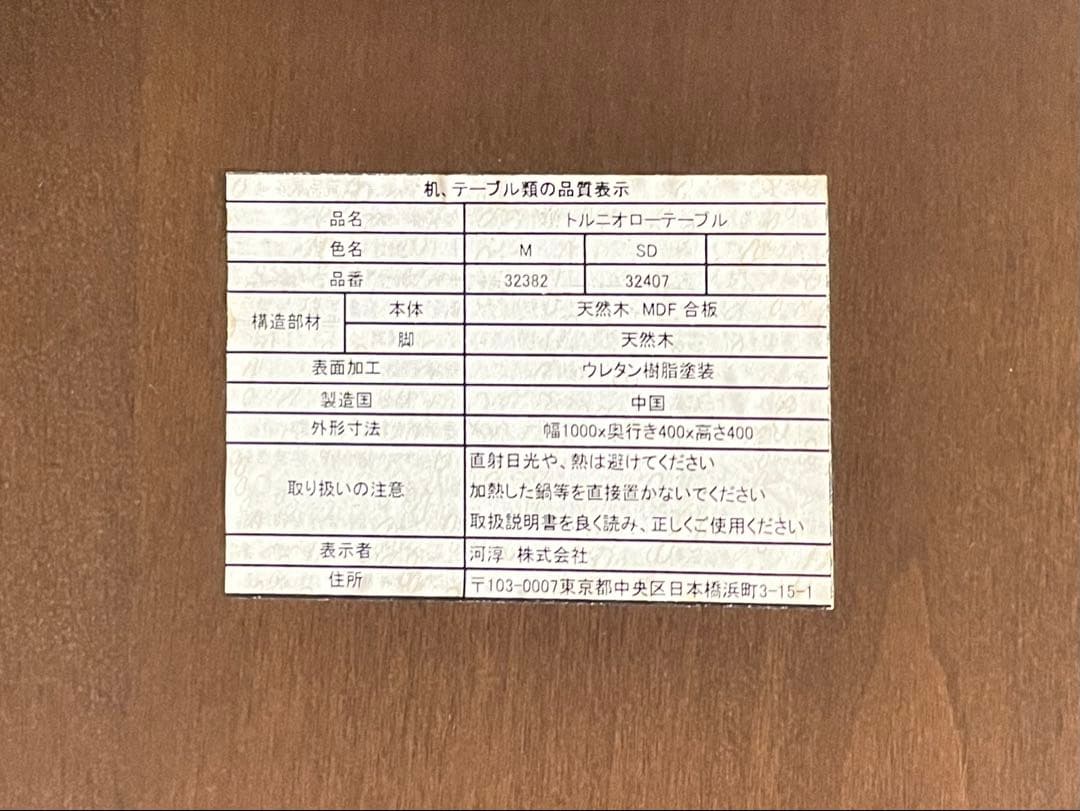 机、テーブル類の品質表示
品名 トルニオローテーブル
色名 M SD
品番 32382 32407
構造部材 本体 天然木 MDF 合板
脚 天然木
表面加工 ウレタン樹脂塗装
製造国 中国
外形寸法 幅1000x奥行き400x高さ400
取り扱いの注意 直射日光や、熱は避けてください
加熱した鍋等を直接置かないでください
取扱説明書を良く読み、正しくご使用ください
表示者 河淳 株式会社
住所 〒103-0007東京都中央区日本橋浜町3-15-1